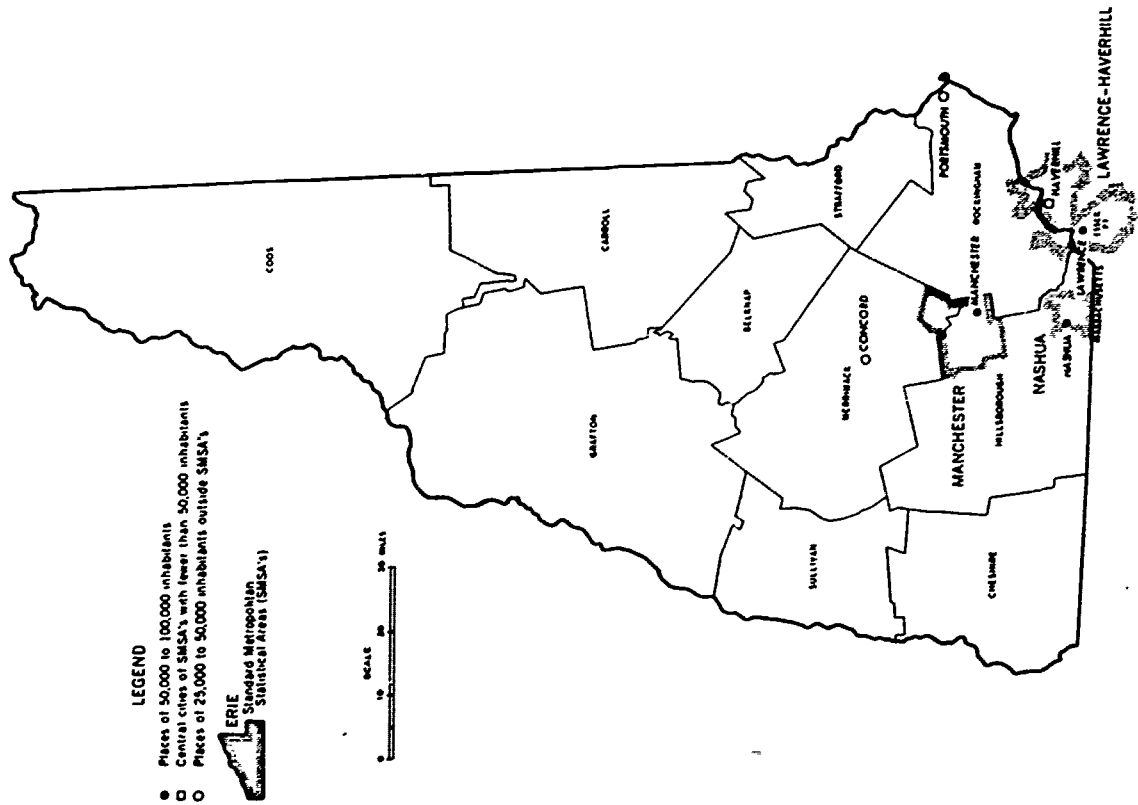 LEGEND
Places of 50,000 to 100,000 inhabitants
Central cities of SMSA's with fewer than 50,000 inhabitants
Places of 25,000 to 50,000 inhabitants outside SMSA's
ERIE
Standard Metropolitan
Statistical Areas (SMSA's)
SCALE
0 10 20 30 MILES
COOS
GRAFTON
CARROLL
BELKNAP
SULLIVAN
MERRIMACK
CONCORD
STRAFFORD
CHESHIRE
MANCHESTER
HILLSBOROUGH
MANCHESTER
ROCKINGHAM
PORTSMOUTH
NASHUA
NASHUA
HAVERHILL
LAWRENCE
ESSEX
MASSACHUSETTS
LAWRENCE-HAVERHILL